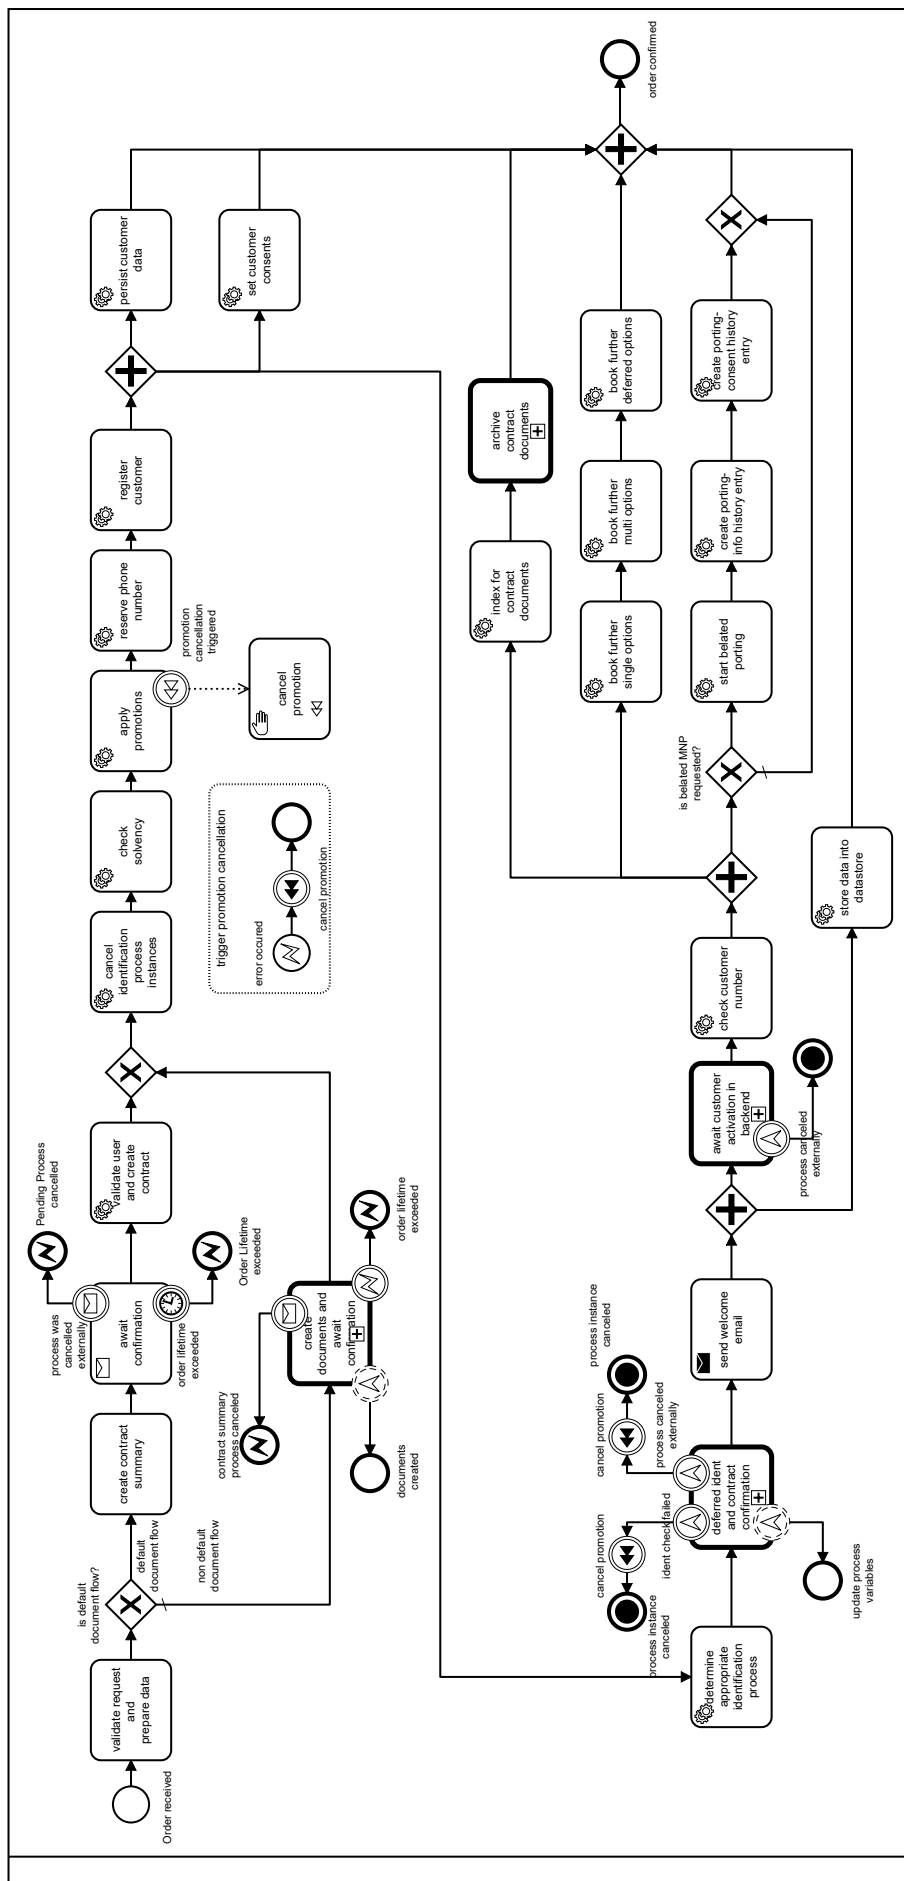 Order received
validate request
and
prepare data
is default
document flow?
default
document flow
non default
document flow
create contract
summary
await
confirmation
process was
cancelled
externally
Pending Process
cancelled
order lifetime
exceeded
Order Lifetime
exceeded
create
documents and
await
confirmation
contract summary
process canceled
documents
created
order lifetime
exceeded
validate user
and create
contract
cancel
identification
process
instances
check
solvency
apply
promotions
promotion
cancellation
triggered
cancel
promotion
trigger promotion cancellation
error occured
cancel promotion
reserve phone
number
register
customer
persist customer
data
set customer
consents
determine
appropriate
identification
process
deferred ident
and contract
confirmation
ident check failed
cancel promotion
process instance
canceled
process canceled
externally
cancel promotion
process instance
canceled
update process
variables
send welcome
email
await customer
activation in
backend
process canceled
externally
check customer
number
store data into
datastore
index for
contract
documents
archive
contract
documents
book further
single options
book further
multi options
book further
deferred options
is belated MNP
requested?
start belated
porting
create porting-
info history entry
create porting-
consent history
entry
order confirmed